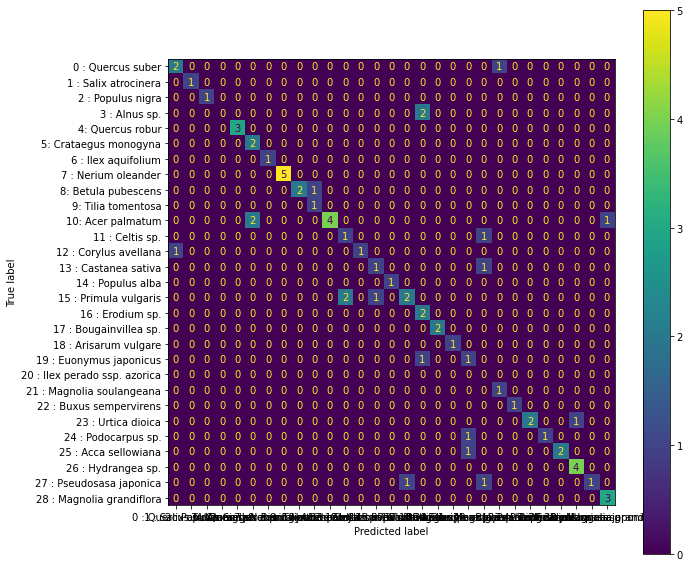 5
0 : Quercus suber 2 0 0 0 0 0 0 0 0 0 0 0 0 0 0 0 0 0 0 0 0 1 0 0 0 0 0 0 0
1 : Salix atrocinera 0 1 0 0 0 0 0 0 0 0 0 0 0 0 0 0 0 0 0 0 0 0 0 0 0 0 0 0 0
2 : Populus nigra 0 0 1 0 0 0 0 0 0 0 0 0 0 0 0 0 0 0 0 0 0 0 0 0 0 0 0 0 0
3 : Alnus sp. 0 0 0 0 0 0 0 0 0 0 0 0 0 0 0 0 2 0 0 0 0 0 0 0 0 0 0 0 0
4
4: Quercus robur 0 0 0 0 3 0 0 0 0 0 0 0 0 0 0 0 0 0 0 0 0 0 0 0 0 0 0 0 0
5: Crataegus monogyna 0 0 0 0 0 2 0 0 0 0 0 0 0 0 0 0 0 0 0 0 0 0 0 0 0 0 0 0 0
6 : Ilex aquifolium 0 0 0 0 0 0 1 0 0 0 0 0 0 0 0 0 0 0 0 0 0 0 0 0 0 0 0 0 0
7 : Nerium oleander 0 0 0 0 0 0 0 5 0 0 0 0 0 0 0 0 0 0 0 0 0 0 0 0 0 0 0 0 0
8: Betula pubescens 0 0 0 0 0 0 0 0 2 1 0 0 0 0 0 0 0 0 0 0 0 0 0 0 0 0 0 0 0
9: Tilia tomentosa 0 0 0 0 0 0 0 0 0 1 0 0 0 0 0 0 0 0 0 0 0 0 0 0 0 0 0 0 0
10: Acer palmatum 0 0 0 0 0 2 0 0 0 0 4 0 0 0 0 0 0 0 0 0 0 0 0 0 0 0 0 0 1
3
11 : Celtis sp. 0 0 0 0 0 0 0 0 0 0 0 1 0 0 0 0 0 0 0 0 1 0 0 0 0 0 0 0 0
12 : Corylus avellana 1 0 0 0 0 0 0 0 0 0 0 0 1 0 0 0 0 0 0 0 0 0 0 0 0 0 0 0 0
13 : Castanea sativa 0 0 0 0 0 0 0 0 0 0 0 0 0 1 0 0 0 0 0 0 1 0 0 0 0 0 0 0 0
14 : Populus alba 0 0 0 0 0 0 0 0 0 0 0 0 0 0 1 0 0 0 0 0 0 0 0 0 0 0 0 0 0
15 : Primula vulgaris 0 0 0 0 0 0 0 0 0 0 0 2 0 1 0 2 0 0 0 0 0 0 0 0 0 0 0 0 0
16 : Erodium sp. 0 0 0 0 0 0 0 0 0 0 0 0 0 0 0 0 2 0 0 0 0 0 0 0 0 0 0 0 0
17 : Bougainvillea sp. 0 0 0 0 0 0 0 0 0 0 0 0 0 0 0 0 0 2 0 0 0 0 0 0 0 0 0 0 0
2
18 : Arisarum vulgare 0 0 0 0 0 0 0 0 0 0 0 0 0 0 0 0 0 0 1 0 0 0 0 0 0 0 0 0 0
19 : Euonymus japonicus 0 0 0 0 0 0 0 0 0 0 0 0 0 0 0 0 1 0 0 1 0 0 0 0 0 0 0 0 0
20 : Ilex perado ssp. azorica 0 0 0 0 0 0 0 0 0 0 0 0 0 0 0 0 0 0 0 0 0 0 0 0 0 0 0 0 0
21 : Magnolia soulangeana 0 0 0 0 0 0 0 0 0 0 0 0 0 0 0 0 0 0 0 0 0 1 0 0 0 0 0 0 0
22 : Buxus sempervirens 0 0 0 0 0 0 0 0 0 0 0 0 0 0 0 0 0 0 0 0 0 0 1 0 0 0 0 0 0
23 : Urtica dioica 0 0 0 0 0 0 0 0 0 0 0 0 0 0 0 0 0 0 0 0 0 0 0 2 0 0 1 0 0
24 : Podocarpus sp. 0 0 0 0 0 0 0 0 0 0 0 0 0 0 0 0 0 0 0 1 0 0 0 0 1 0 0 0 0
1
25 : Acca sellowiana 0 0 0 0 0 0 0 0 0 0 0 0 0 0 0 0 0 0 0 1 0 0 0 0 0 2 0 0 0
26 : Hydrangea sp. 0 0 0 0 0 0 0 0 0 0 0 0 0 0 0 0 0 0 0 0 0 0 0 0 0 0 4 0 0
27 : Pseudosasa japonica 0 0 0 0 0 0 0 0 0 0 0 0 0 0 0 1 0 0 0 0 1 0 0 0 0 0 0 1 0
28 : Magnolia grandiflora 0 0 0 0 0 0 0 0 0 0 0 0 0 0 0 0 0 0 0 0 0 0 0 0 0 0 0 0 3
True label
Predicted label
0